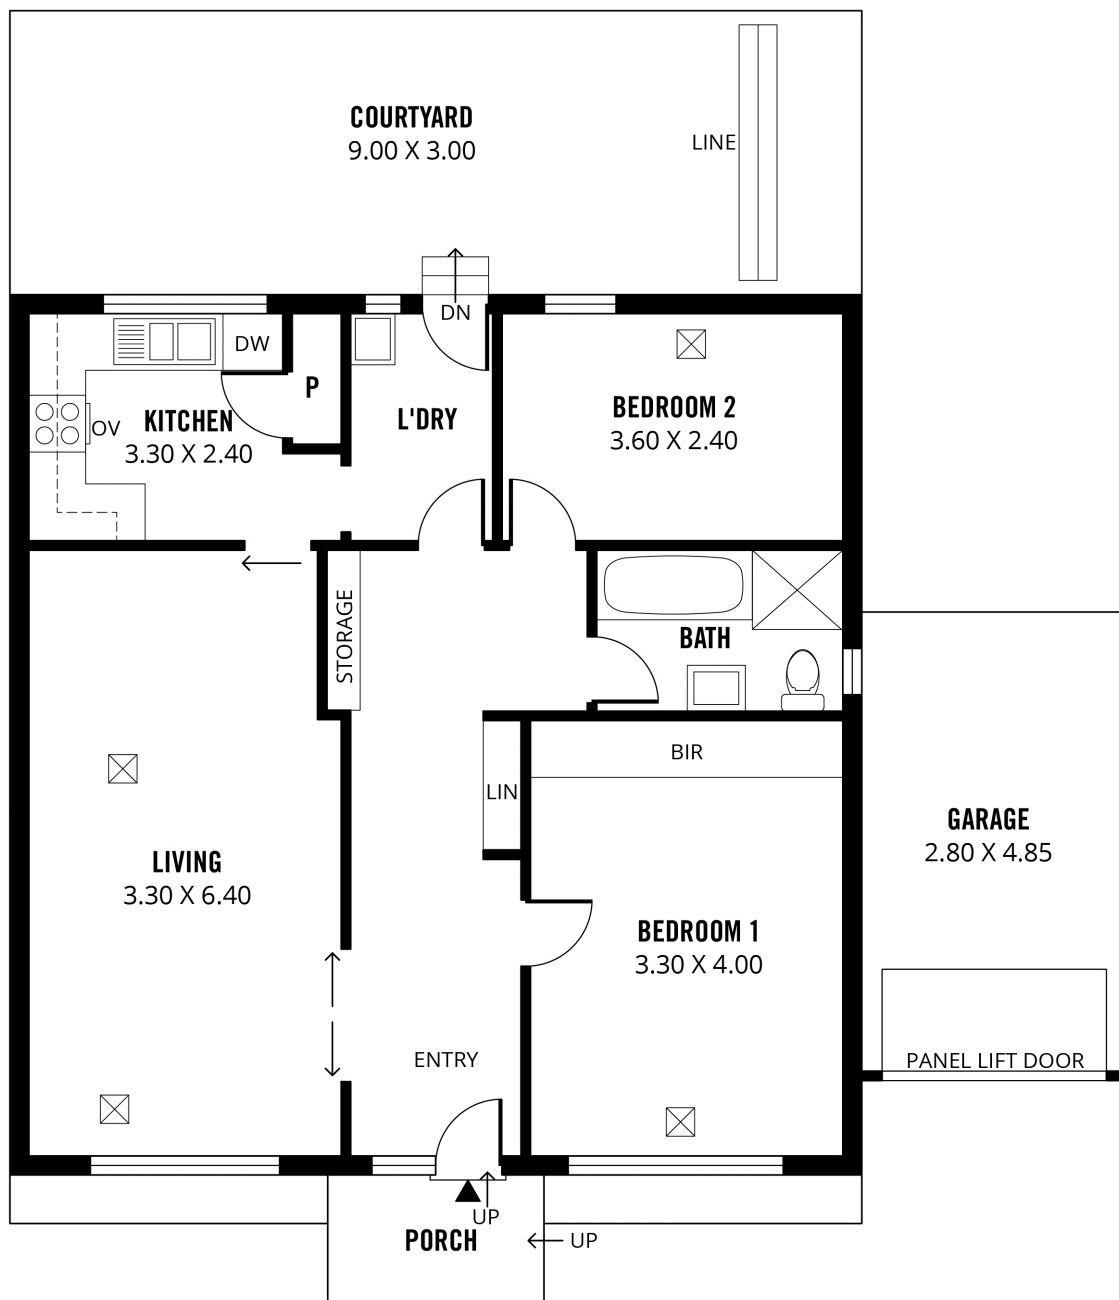 COURTYARD
9.00 X 3.00
LINE
DN
DW
P
OV
KITCHEN
3.30 X 2.40
L'DRY
BEDROOM 2
3.60 X 2.40
STORAGE
BATH
BIR
LIN
LIVING
3.30 X 6.40
GARAGE
2.80 X 4.85
BEDROOM 1
3.30 X 4.00
ENTRY
PANEL LIFT DOOR
UP
PORCH
UP